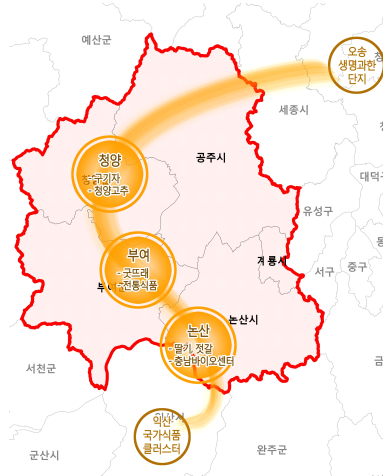 예산군
오송
생명과한
단지
세종시
청양
- 구기자
- 청양고추
공주시
대덕구
유성구
부여
- 굿뜨래
- 전통식품
계룡시
서구
중구
논산
- 딸기, 젓갈
- 충남바이오센터
논산시
서천군
익산
국가식품
클러스터
군산시
완주군